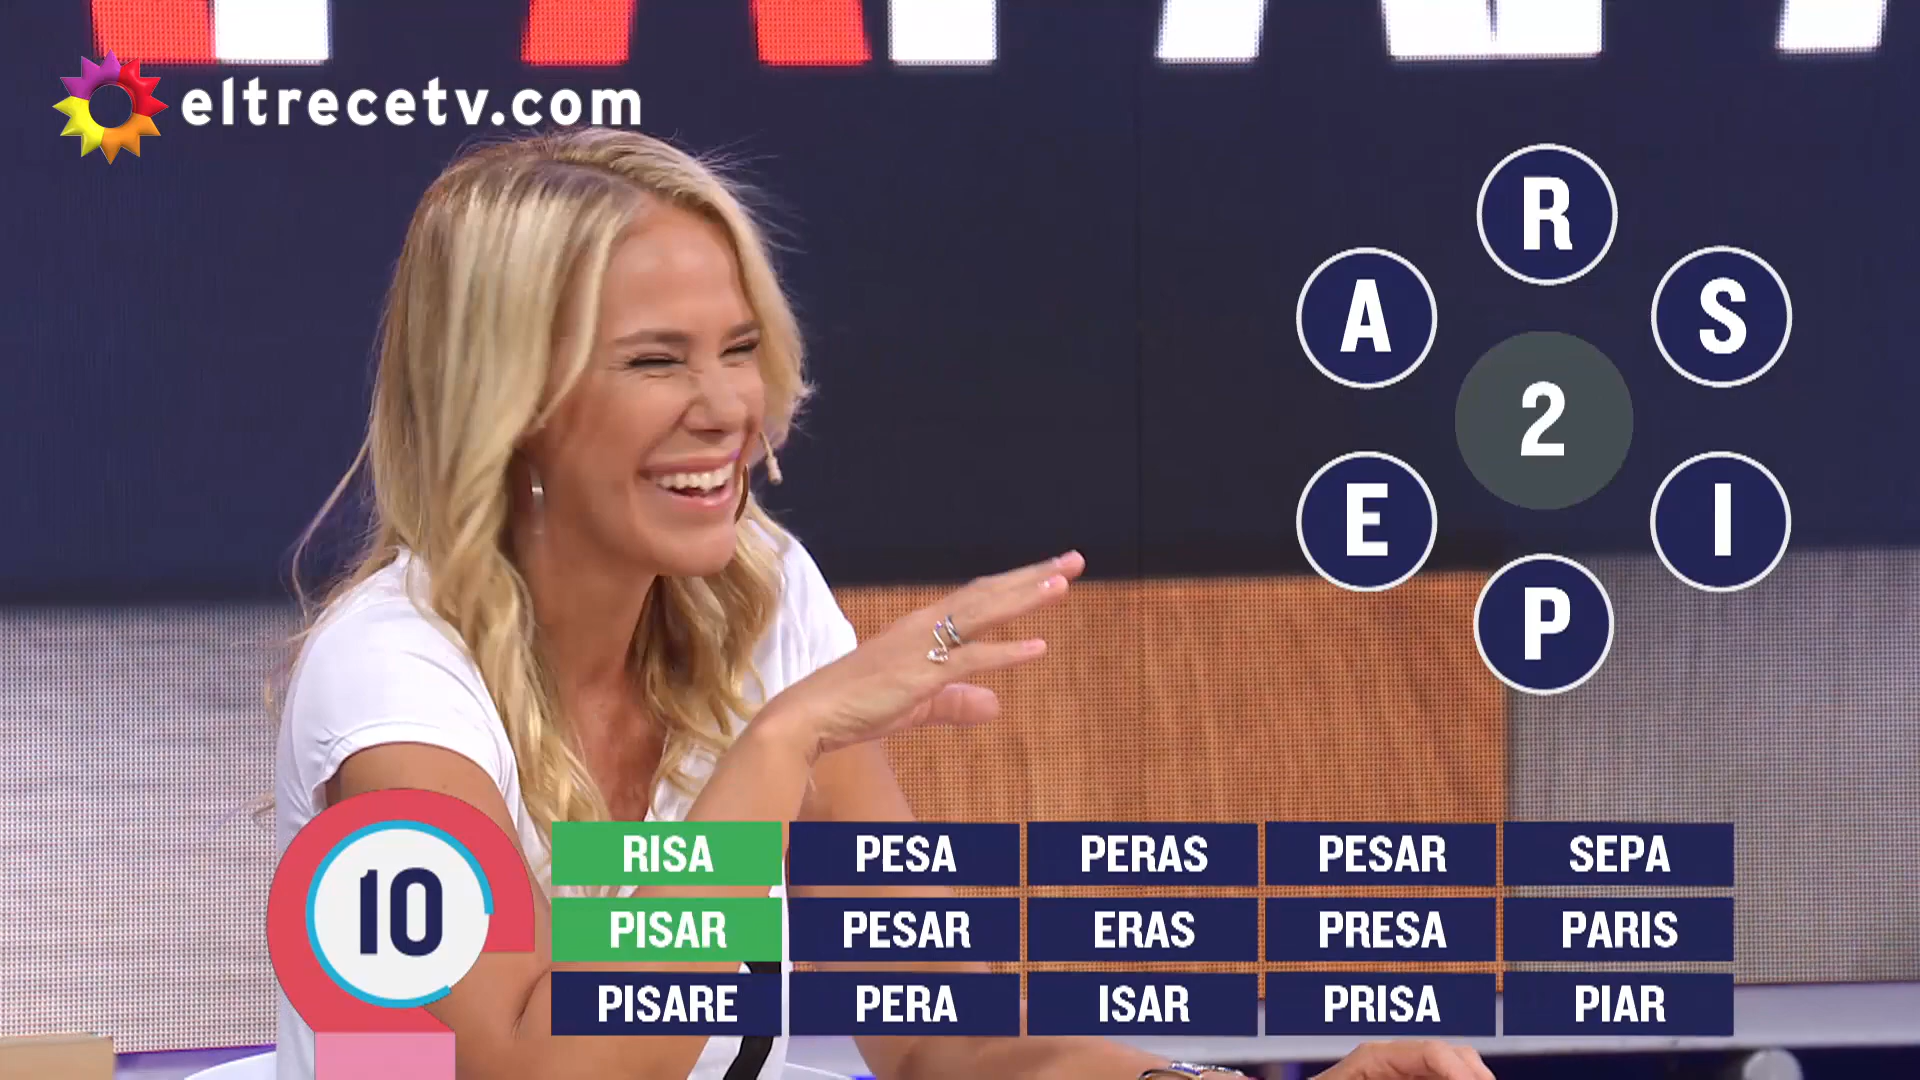 eltrecetv.com
R
A
S
2
E
I
P
10
RISA PESA PERAS PESAR SEPA
PISAR PESAR ERAS PRESA PARIS
PISARE PERA ISAR PRISA PIAR